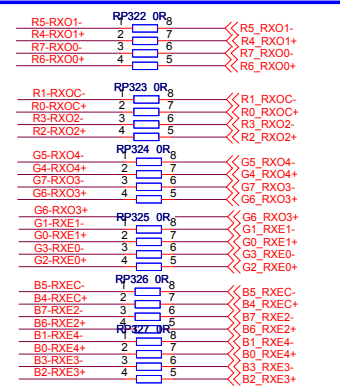 RP322 0R
R5-RXO1- 1 8 R5_RXO1-
R4-RXO1+ 2 7 R4_RXO1+
R7-RXO0- 3 6 R7_RXO0-
R6-RXO0+ 4 5 R6_RXO0+
RP323 0R
R1-RXOC- 1 8 R1_RXOC-
R0-RXOC+ 2 7 R0_RXOC+
R3-RXO2- 3 6 R3_RXO2-
R2-RXO2+ 4 5 R2_RXO2+
RP324 0R
G5-RXO4- 1 8 G5_RXO4-
G4-RXO4+ 2 7 G4_RXO4+
G7-RXO3- 3 6 G7_RXO3-
G6-RXO3+ 4 5 G6_RXO3+
G6-RXO3+ G6_RXO3+
RP325 0R
G1-RXE1- 1 8 G1_RXE1-
G0-RXE1+ 2 7 G0_RXE1+
G3-RXE0- 3 6 G3_RXE0-
G2-RXE0+ 4 5 G2_RXE0+
RP326 0R
B5-RXEC- 1 8 B5_RXEC-
B4-RXEC+ 2 7 B4_RXEC+
B7-RXE2- 3 6 B7_RXE2-
B6-RXE2+ 4 5 B6_RXE2+
RP327 0R
B1-RXE4- 1 8 B1_RXE4-
B0-RXE4+ 2 7 B0_RXE4+
B3-RXE3- 3 6 B3_RXE3-
B2-RXE3+ 4 5 B2_RXE3+